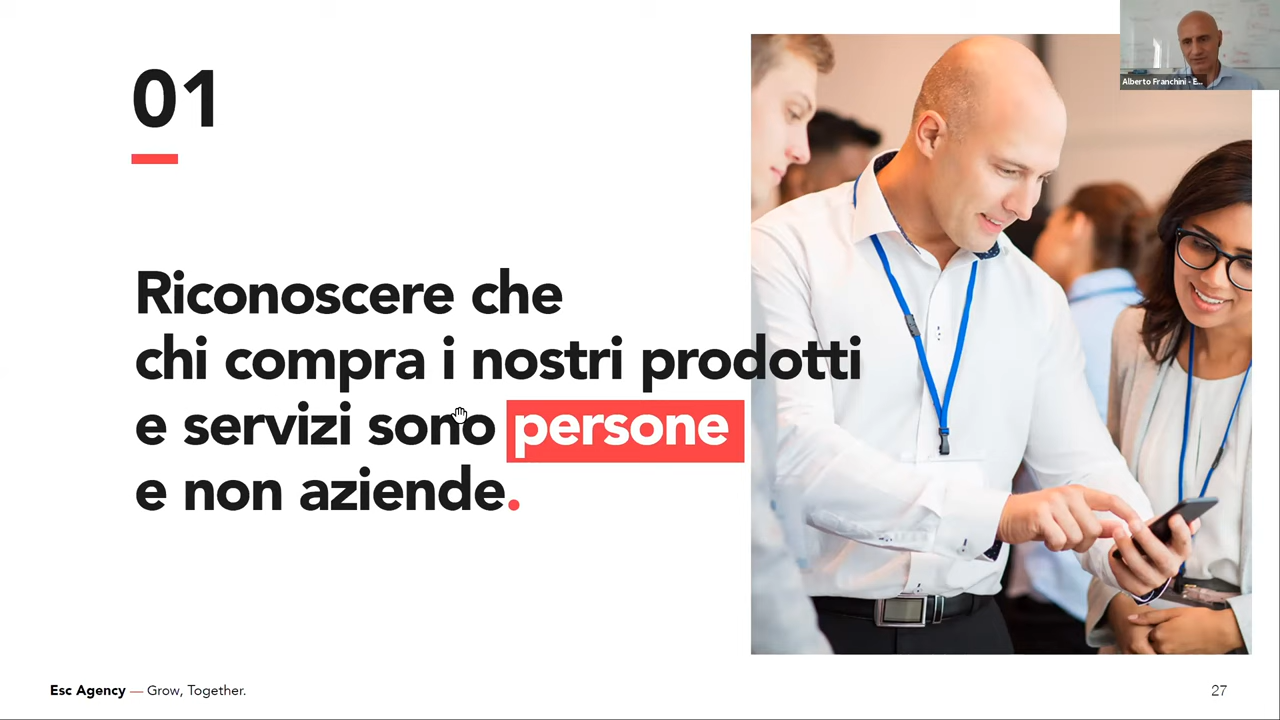 01
Riconoscere che
chi compra i nostri prodotti
e servizi sono persone
e non aziende.
Alberto Franchini - E...
Esc Agency — Grow, Together.
27